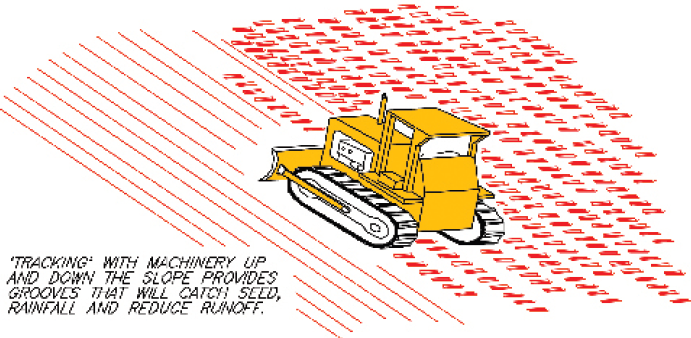 'TRACKING' WITH MACHINERY UP
AND DOWN THE SLOPE PROVIDES
GROOVES THAT WILL CATCH SEED,
RAINFALL AND REDUCE RUNOFF.